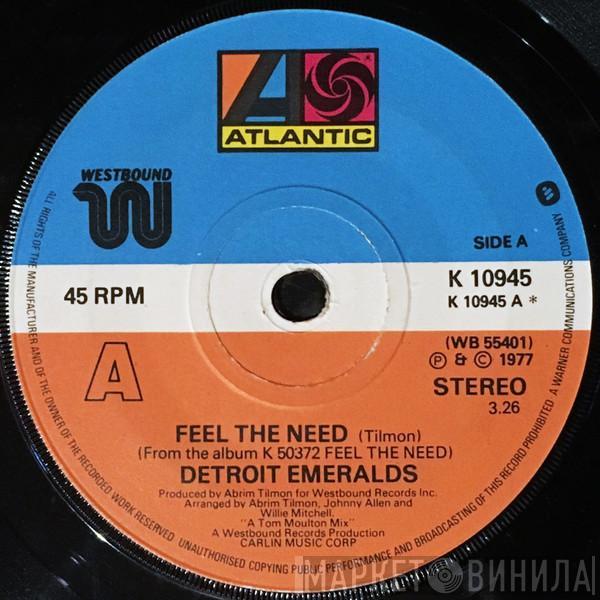 ATLANTIC
WESTBOUND
SIDE A
45 RPM
K 10945
K 10945 A *
(WB 55401)
Ⓟ & © 1977
A
STEREO
3.26
FEEL THE NEED (Tilmon)
(From the album K 50372 FEEL THE NEED)
DETROIT EMERALDS
Produced by Abrim Tilmon for Westbound Records Inc.
Arranged by Abrim Tilmon, Johnny Allen and
Willie Mitchell.
"A Tom Moulton Mix"
A Westbound Records Production
CARLIN MUSIC CORP
ALL RIGHTS OF THE MANUFACTURER AND OF THE OWNER OF THE RECORDED WORK RESERVED. UNAUTHORISED COPYING PUBLIC PERFORMANCE AND BROADCASTING OF THIS RECORD PROHIBITED A WARNER COMMUNICATIONS COMPANY
МАРКЕТ ВИНИЛА